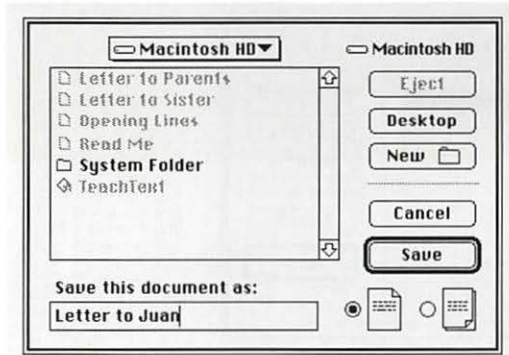 Macintosh HD
Macintosh HD
Letter to Parents
Letter to Sister
Opening Lines
Read Me
System Folder
TeachText
Eject
Desktop
New
Cancel
Save
Save this document as:
Letter to Juan